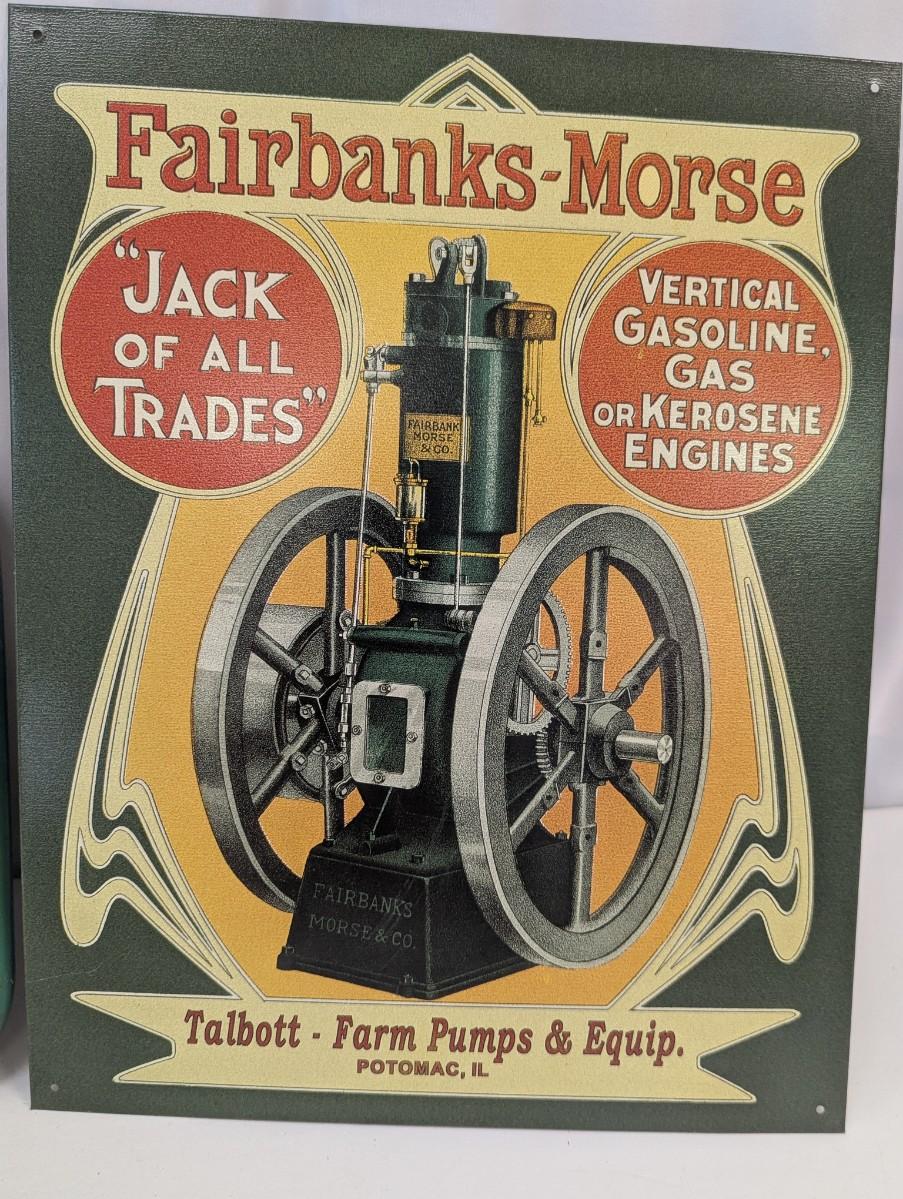 Fairbanks-Morse
"JACK
OF ALL
TRADES"
VERTICAL
GASOLINE,
GAS
OR KEROSENE
ENGINES
FAIRBANK
MORSE
& CO.
FAIRBANKS
MORSE & CO.
Talbott - Farm Pumps & Equip.
POTOMAC, IL